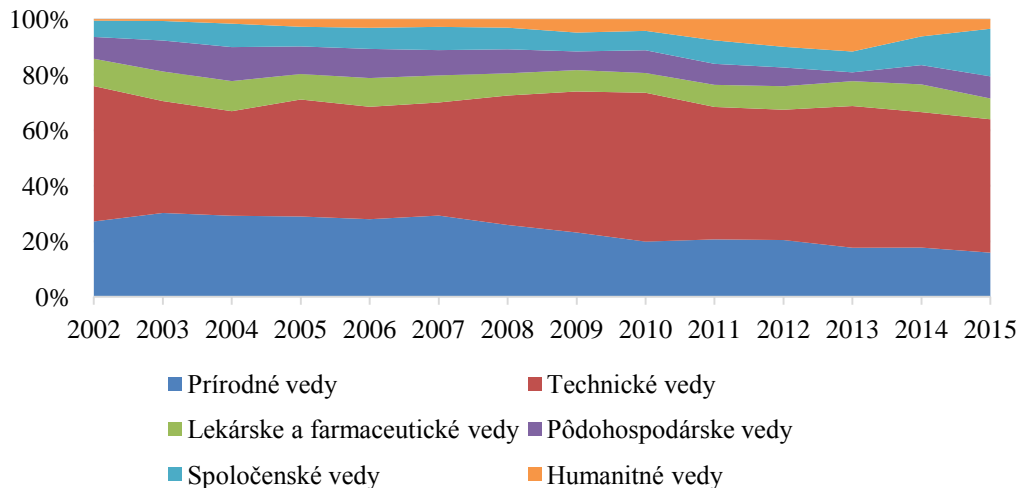 100%
80%
60%
40%
20%
0%
2002 2003 2004 2005 2006 2007 2008 2009 2010 2011 2012 2013 2014 2015
Prírodné vedy Technické vedy
Lekárske a farmaceutické vedy Pôdohospodárske vedy
Spoločenské vedy Humanitné vedy